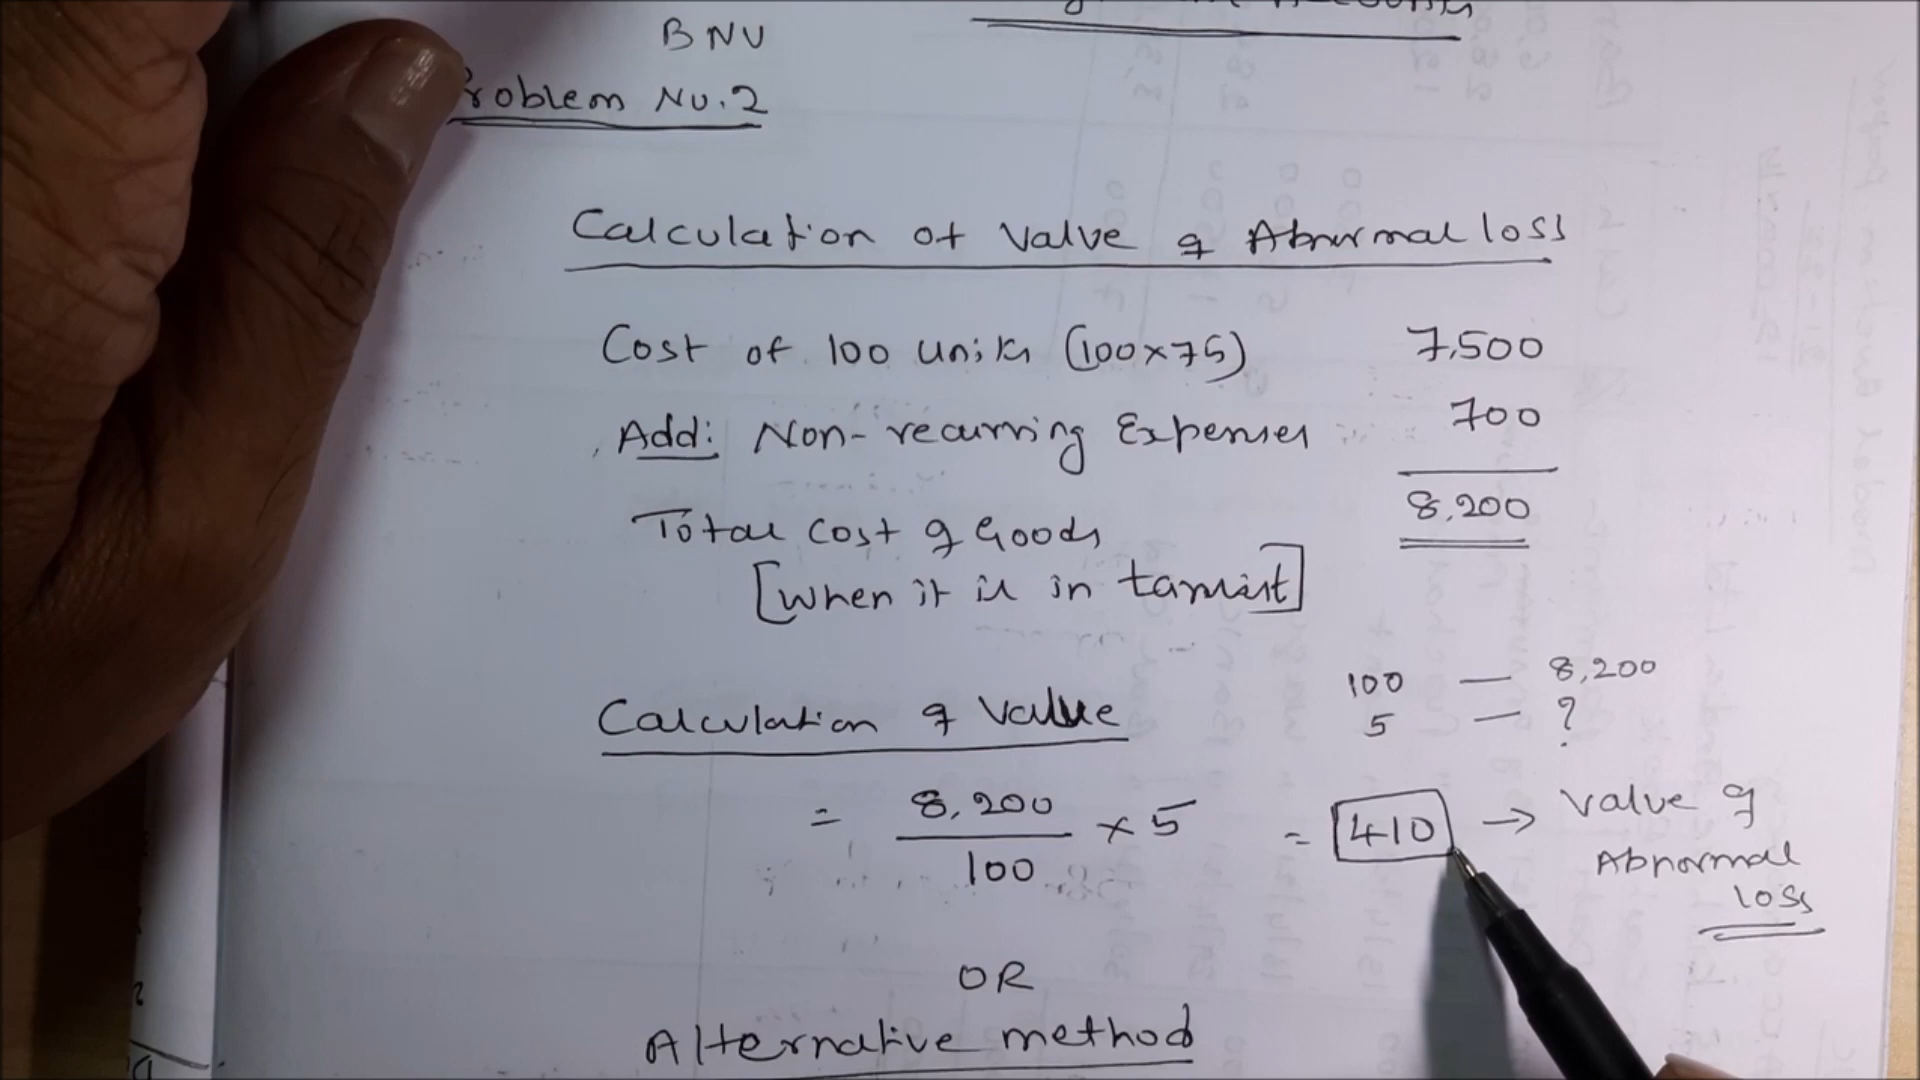 BNU
Problem No.2
Calculation of Value of Abnormal loss
Cost of 100 units (100×75) 7,500
Add: Non-recurring Expenses 700
Total cost of Goods 8,200
[When it is in tansist]
100 — 8,200
5 — ?
Calculation of Value
= 8,200
100
× 5 = 410 → Value of
Abnormal
loss
OR
Alternative method